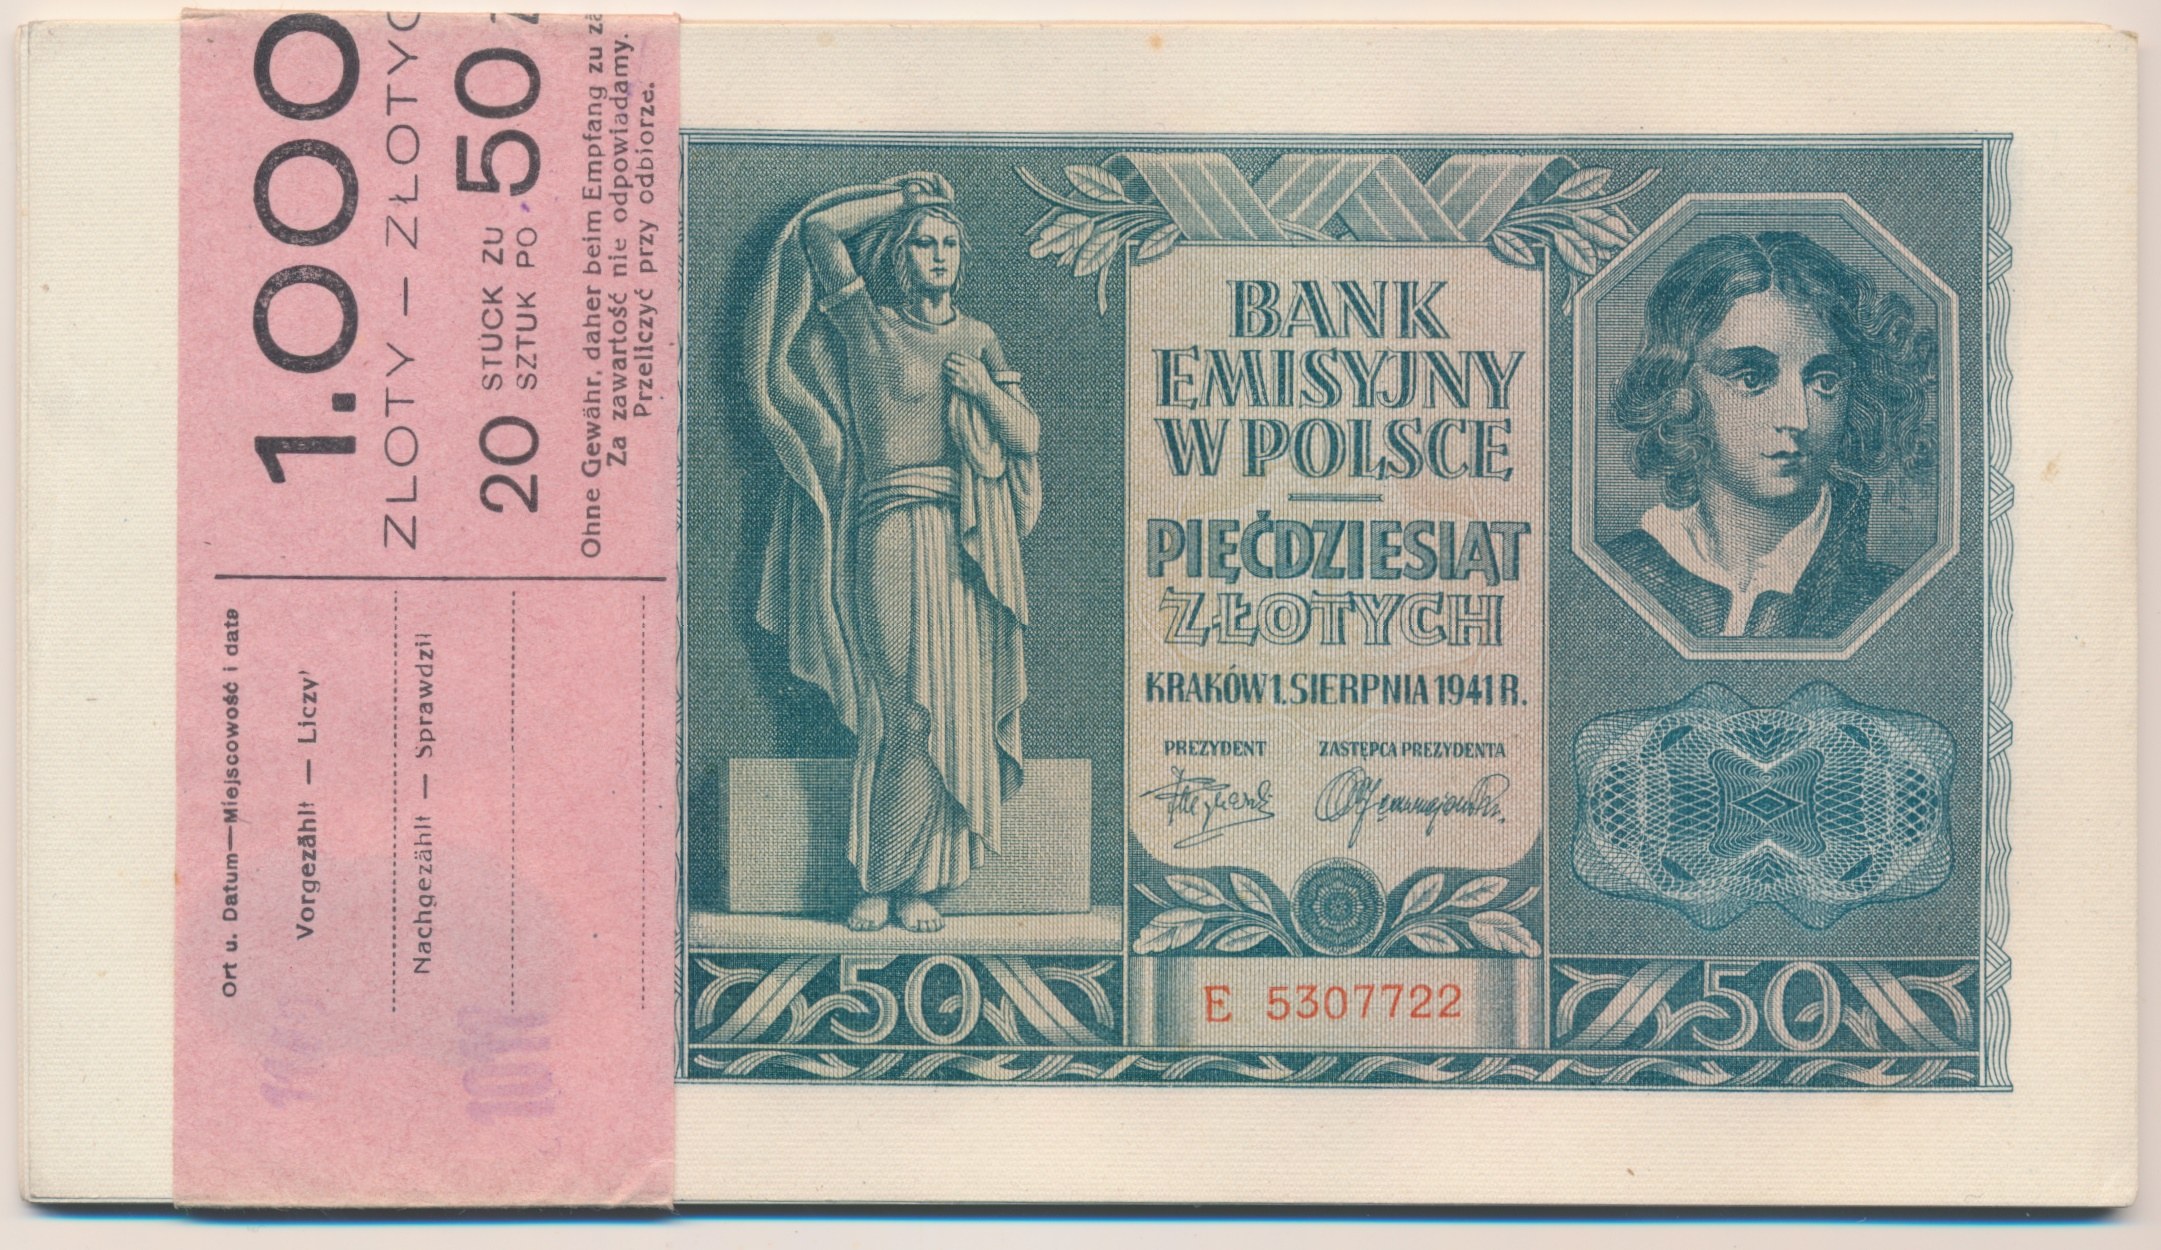 1.000
ZLOTY – ZŁOTYC
20 STÜCK ZU
SZTUK PO 50
Ohne Gewähr, daher beim Empfang zu
Za zawartość nie odpowiadamy.
Przeliczyć przy odbiorze.
Ort u. Datum—Miejscowość i data
Vorgezählt — Liczył
Nachgezählt — Sprawdził
BANK
EMISYJNY
W POLSCE
PIĘĆDZIESIĄT
ZŁOTYCH
KRAKÓW 1. SIERPNIA 1941 R.
PREZYDENT ZASTĘPCA PREZYDENTA
50
E 5307722
50